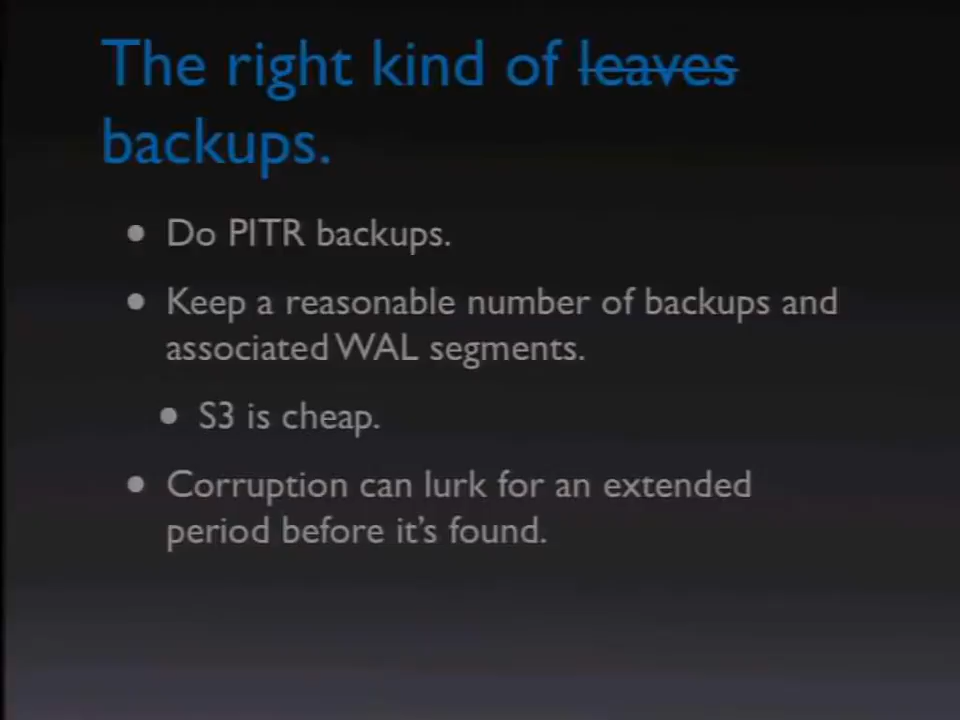 The right kind of leaves
backups.
Do PITR backups.
Keep a reasonable number of backups and
associated WAL segments.
S3 is cheap.
Corruption can lurk for an extended
period before it's found.